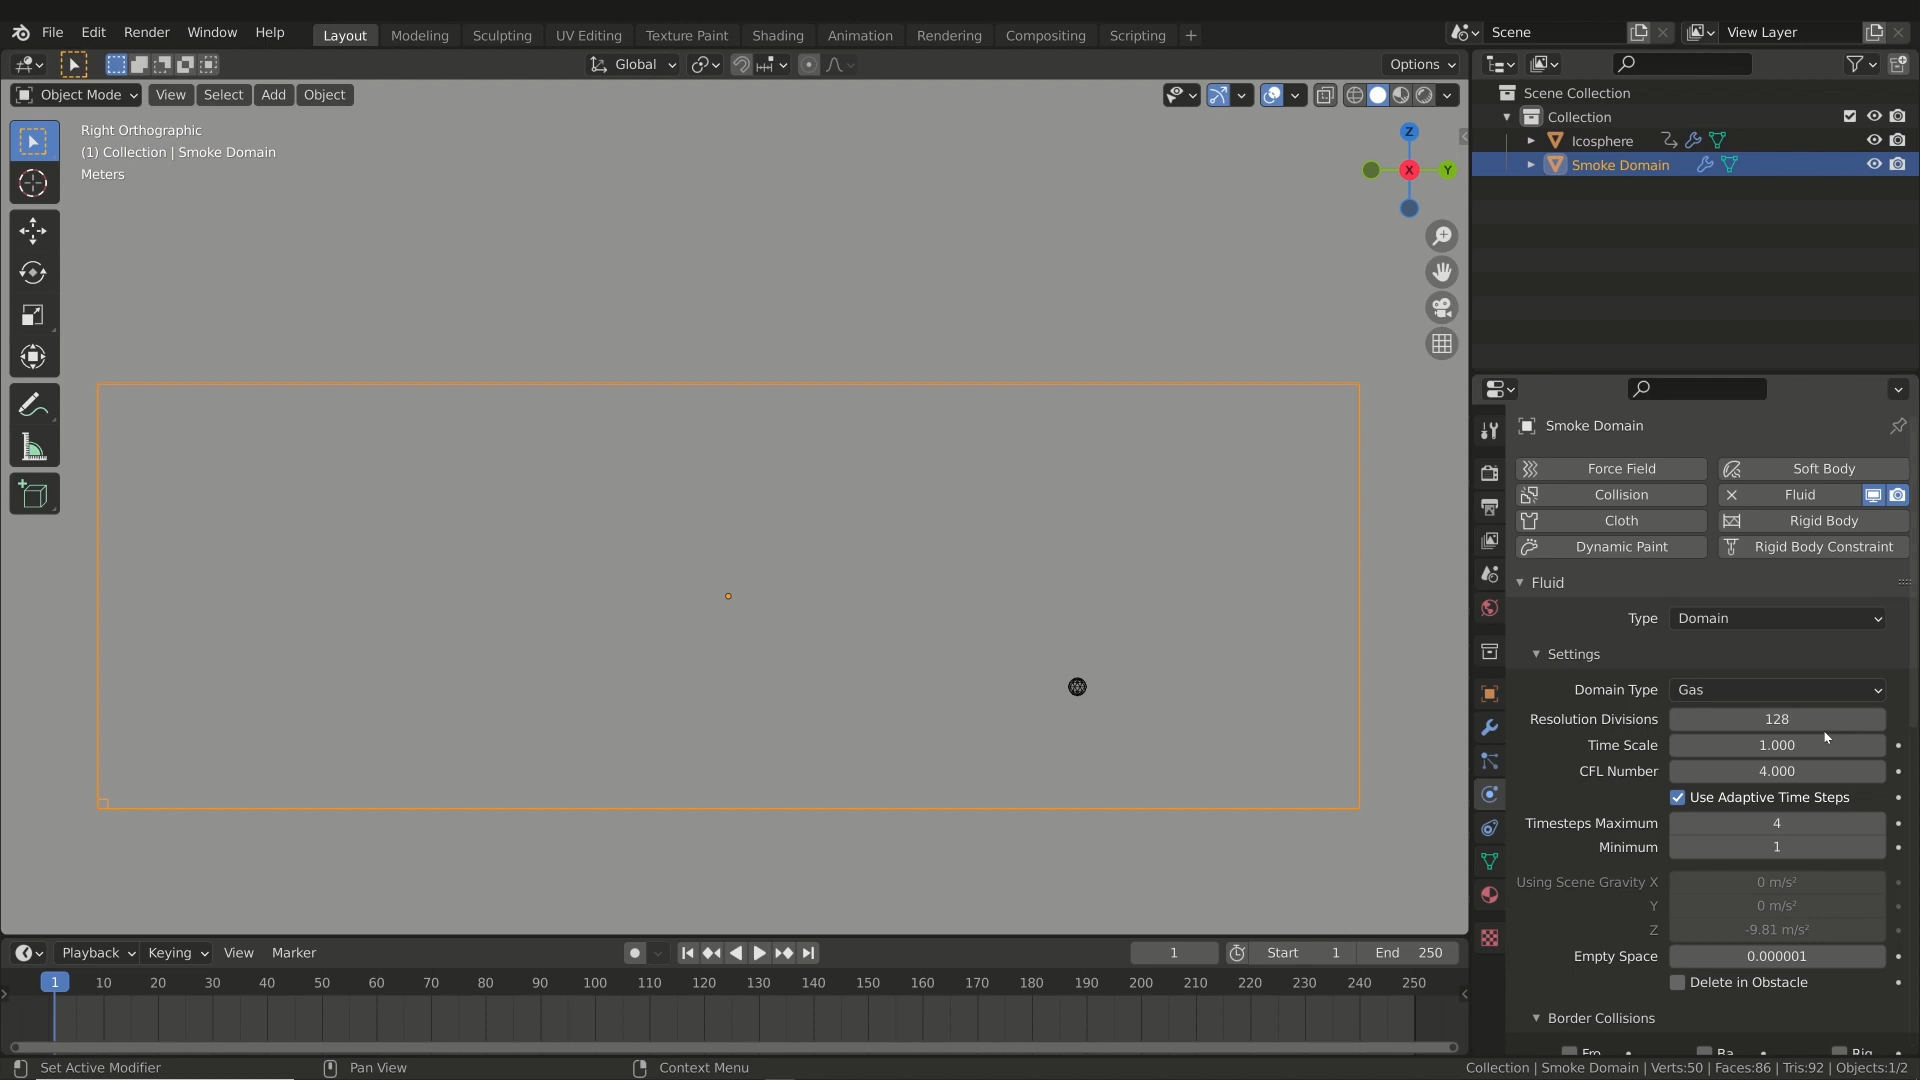 File Edit Render Window Help
Layout Modeling Sculpting UV Editing Texture Paint Shading Animation Rendering Compositing Scripting +
Scene
View Layer
Global
Options
Object Mode View Select Add Object
Right Orthographic
(1) Collection | Smoke Domain
Meters
Z
X
Y
Scene Collection
Collection
Icosphere
Smoke Domain
Smoke Domain
Force Field Soft Body
Collision Fluid
Cloth Rigid Body
Dynamic Paint Rigid Body Constraint
Fluid
Type Domain
Settings
Domain Type Gas
Resolution Divisions 128
Time Scale 1.000
CFL Number 4.000
Use Adaptive Time Steps
Timesteps Maximum 4
Minimum 1
Using Scene Gravity X 0 m/s²
Y 0 m/s²
Z -9.81 m/s²
Empty Space 0.000001
Delete in Obstacle
Border Collisions
Fro Ba Rig
Playback Keying View Marker
1 Start 1 End 250
1 10 20 30 40 50 60 70 80 90 100 110 120 130 140 150 160 170 180 190 200 210 220 230 240 250
Set Active Modifier Pan View Context Menu
Collection | Smoke Domain | Verts:50 | Faces:86 | Tris:92 | Objects:1/2